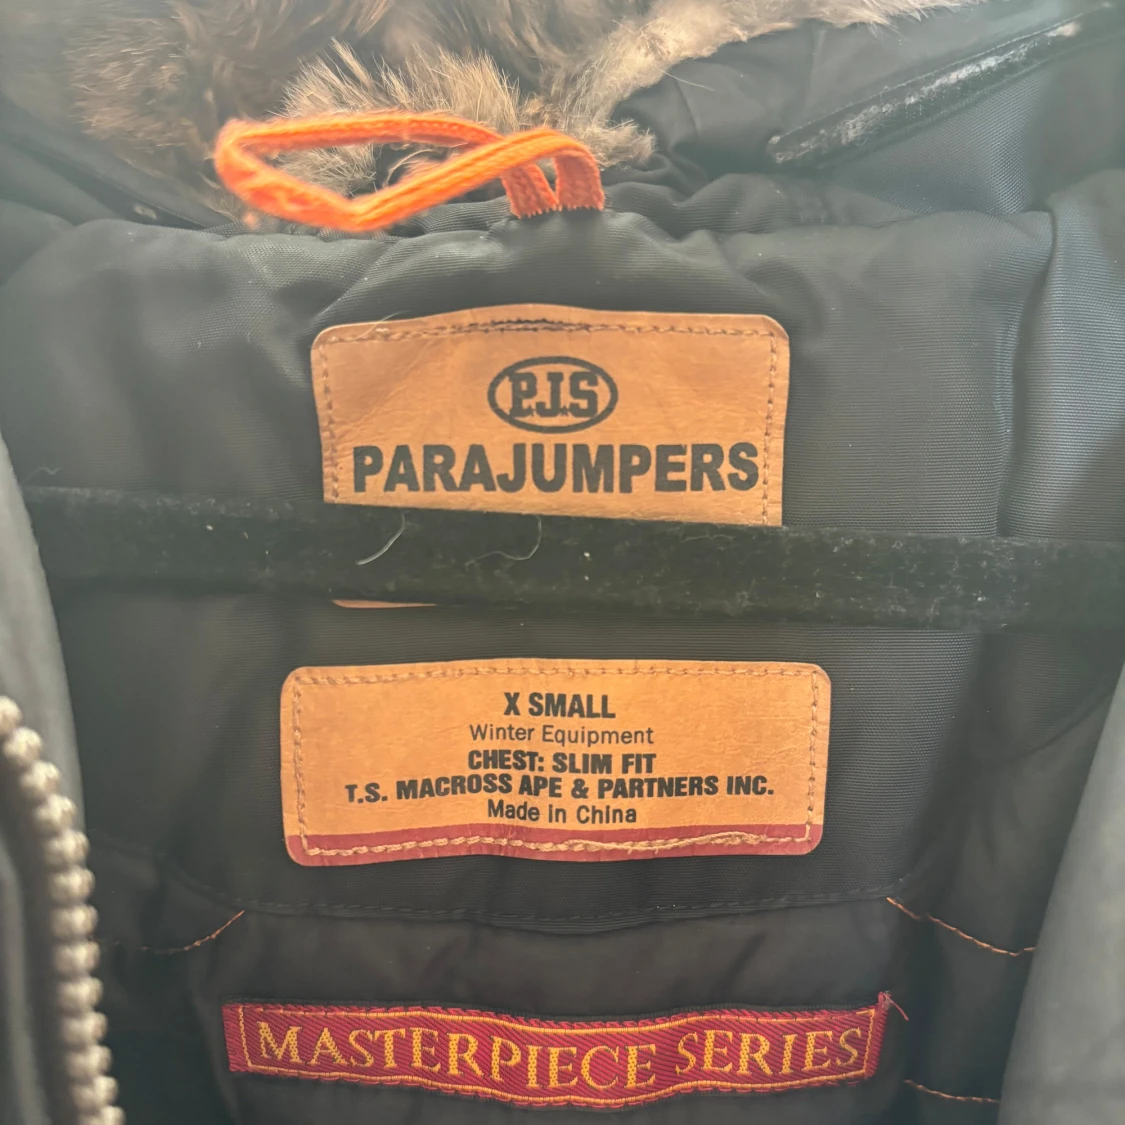 P.J.S
PARAJUMPERS
X SMALL
Winter Equipment
CHEST: SLIM FIT
T.S. MACROSS APE & PARTNERS INC.
Made in China
MASTERPIECE SERIES